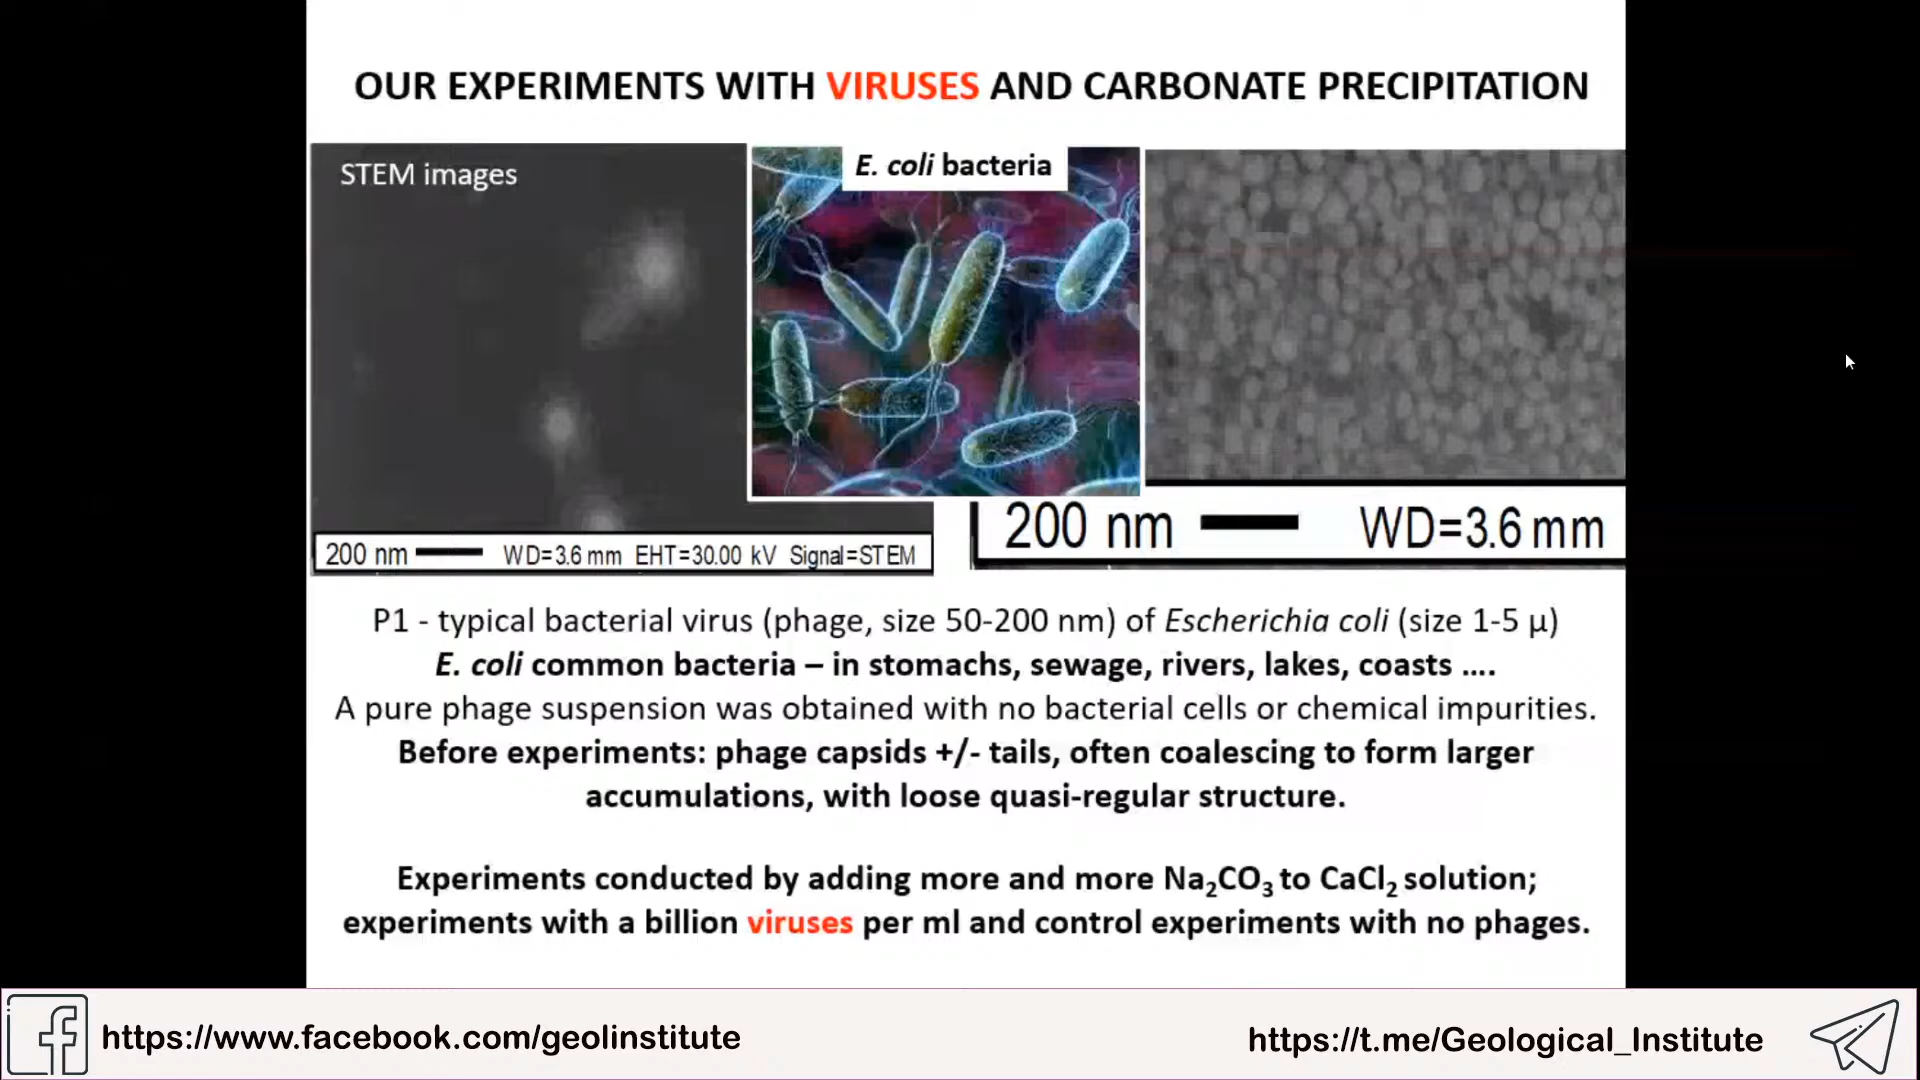 OUR EXPERIMENTS WITH VIRUSES AND CARBONATE PRECIPITATION
STEM images
E. coli bacteria
200 nm WD=3.6 mm EHT=30.00 kV Signal=STEM
200 nm WD=3.6 mm
P1 - typical bacterial virus (phage, size 50-200 nm) of Escherichia coli (size 1-5 µ)
E. coli common bacteria – in stomachs, sewage, rivers, lakes, coasts ....
A pure phage suspension was obtained with no bacterial cells or chemical impurities.
Before experiments: phage capsids +/- tails, often coalescing to form larger
accumulations, with loose quasi-regular structure.
Experiments conducted by adding more and more Na₂CO₃ to CaCl₂ solution;
experiments with a billion viruses per ml and control experiments with no phages.
https://www.facebook.com/geolinstitute
https://t.me/Geological_Institute